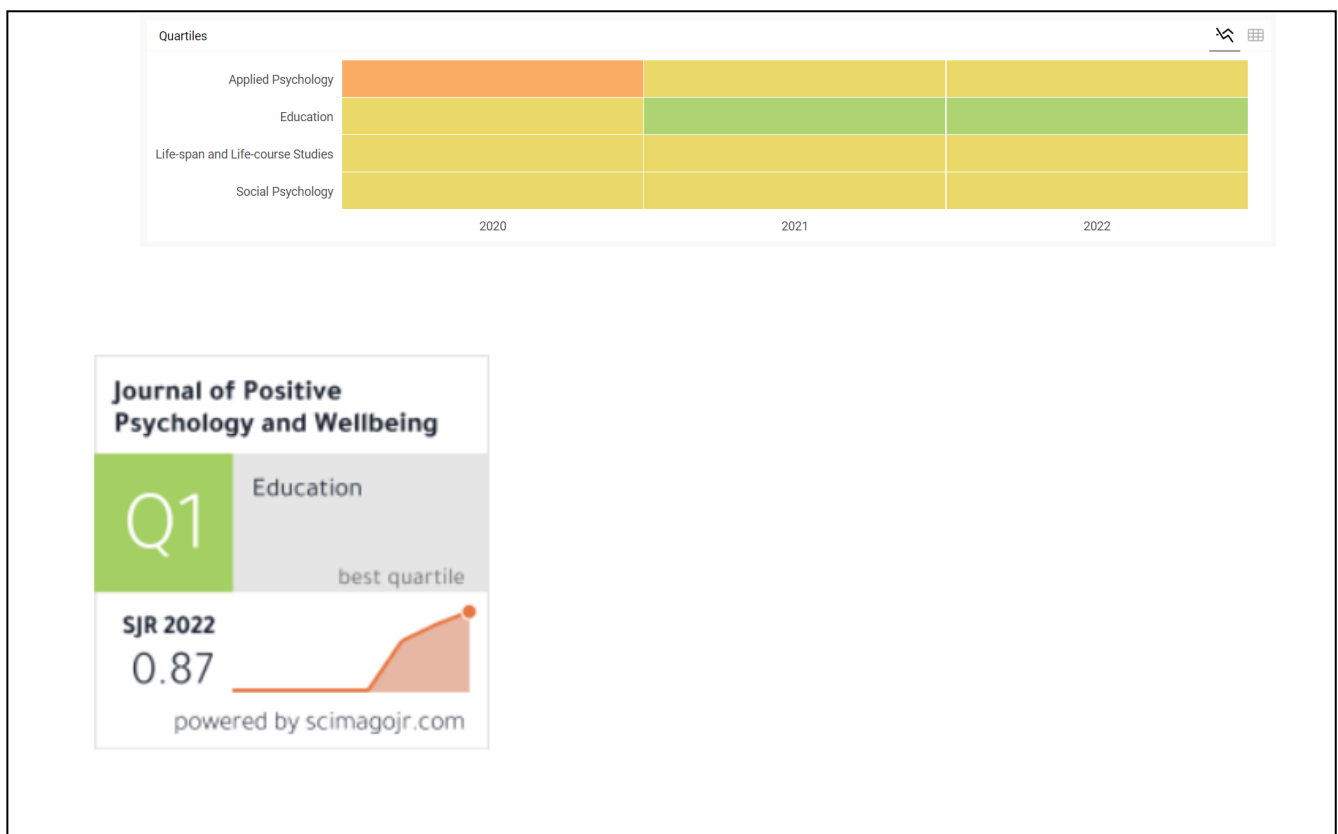 Quartiles
Applied Psychology
Education
Life-span and Life-course Studies
Social Psychology
2020 2021 2022
Journal of Positive
Psychology and Wellbeing
Q1
Education
best quartile
SJR 2022
0.87
powered by scimagojr.com